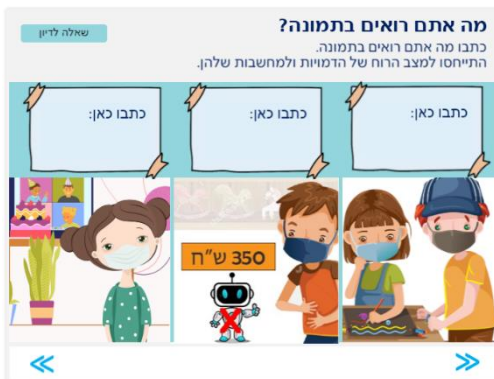 מה אתם רואים בתמונה?
שאלה לדיון
כתבו מה אתם רואים בתמונה.
התייחסו למצב הרוח של הדמויות ולמחשבות שלהן.
כתבו כאן:
כתבו כאן:
כתבו כאן:
350 ש"ח